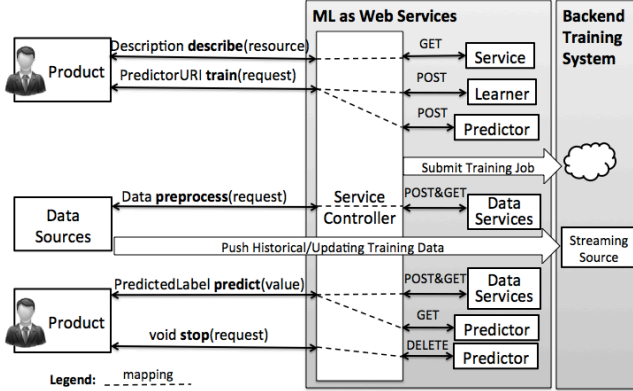 ML as Web Services
Backend
Training
System
Description describe(resource)
GET
Service
Product
PredictorURI train(request)
POST
Learner
POST
Predictor
Submit Training Job
Data preprocess(request)
Service
Controller
POST&GET
Data
Services
Data
Sources
Push Historical/Updating Training Data
Streaming
Source
PredictedLabel predict(value)
POST&GET
Data
Services
Product
GET
Predictor
void stop(request)
DELETE
Predictor
Legend: mapping